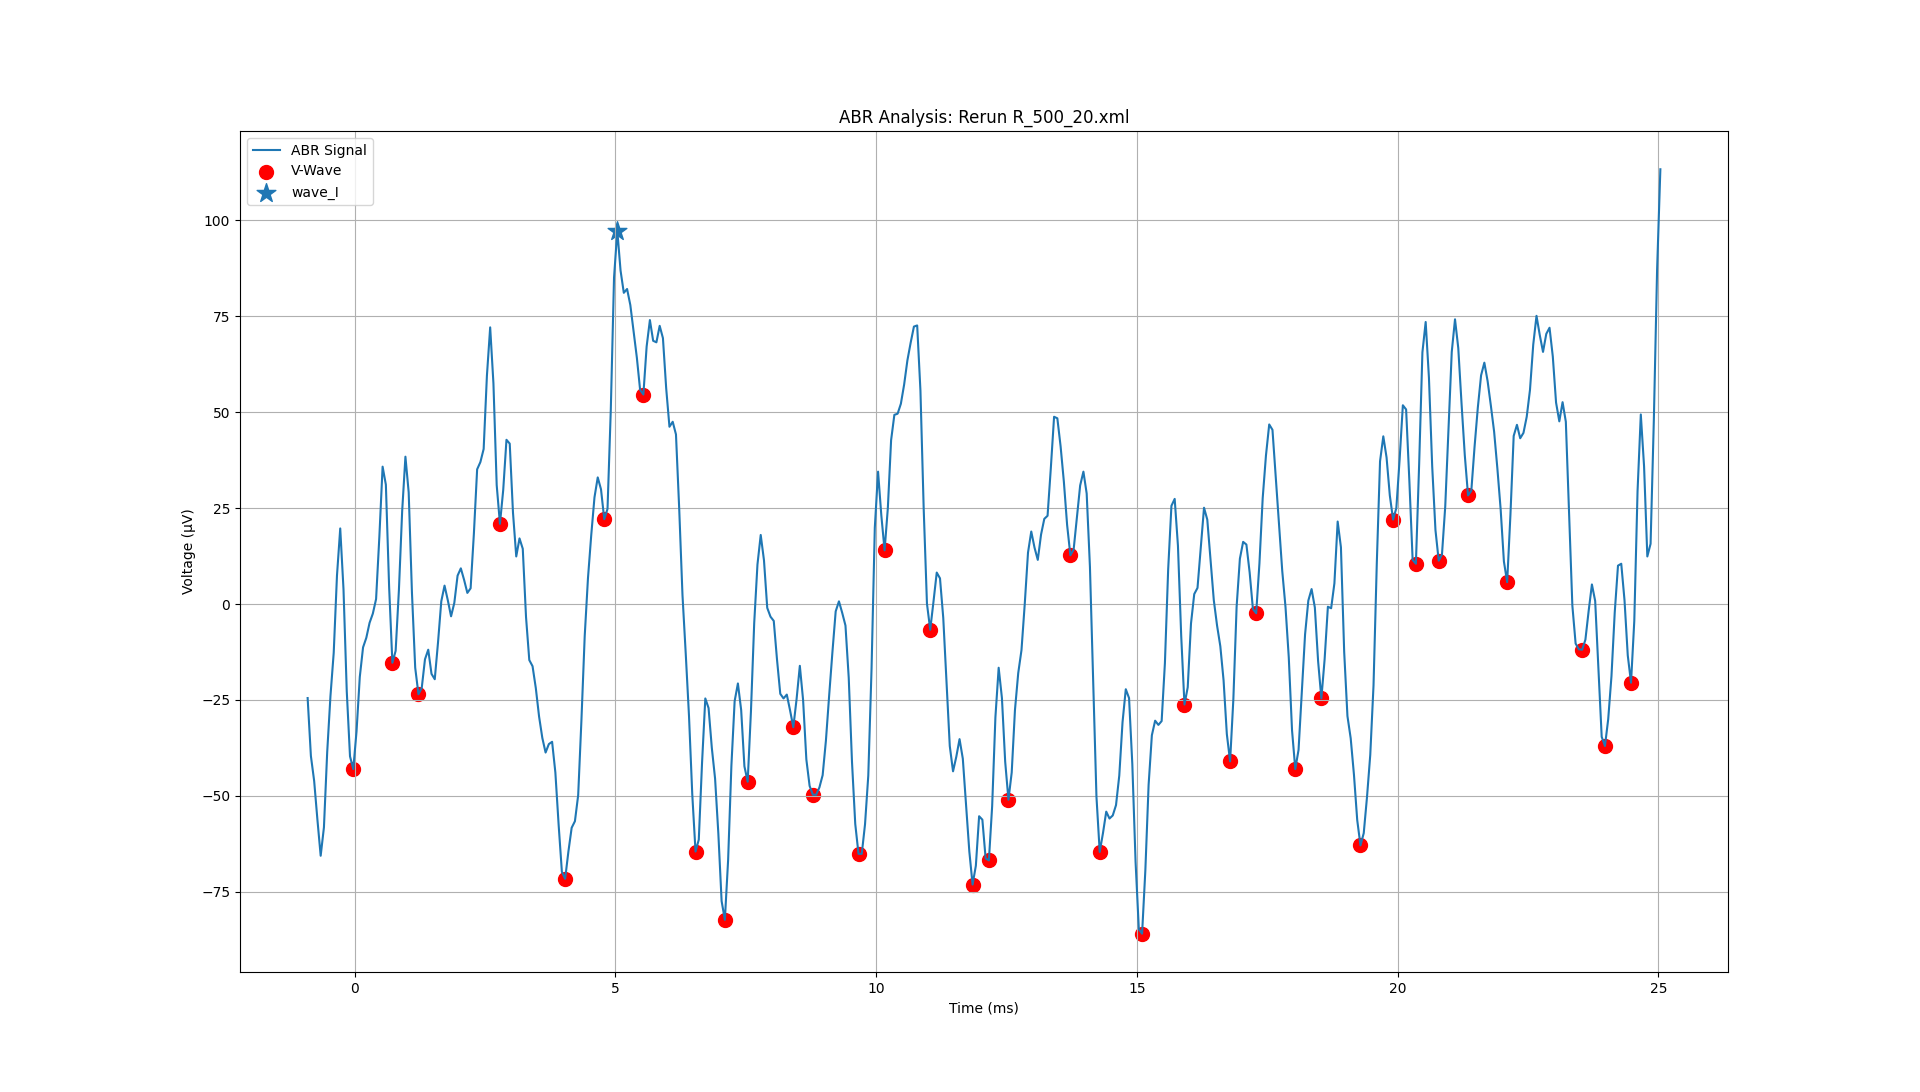 ABR Analysis: Rerun R_500_20.xml
ABR Signal
V-Wave
wave_I
Voltage (µV)
100
75
50
25
0
−25
−50
−75
0 5 10 15 20 25
Time (ms)